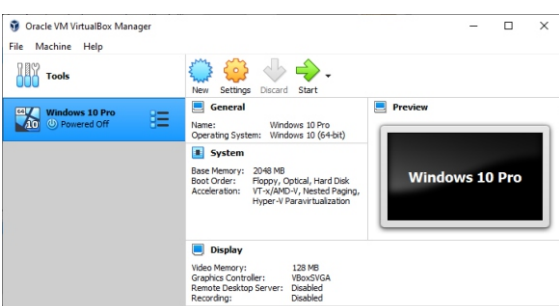 Oracle VM VirtualBox Manager
File Machine Help
Tools
New Settings Discard Start
64
10
Windows 10 Pro
Powered Off
General
Name: Windows 10 Pro
Operating System: Windows 10 (64-bit)
System
Base Memory: 2048 MB
Boot Order: Floppy, Optical, Hard Disk
Acceleration: VT-x/AMD-V, Nested Paging,
Hyper-V Paravirtualization
Preview
Windows 10 Pro
Display
Video Memory: 128 MB
Graphics Controller: VBoxSVGA
Remote Desktop Server: Disabled
Recording: Disabled